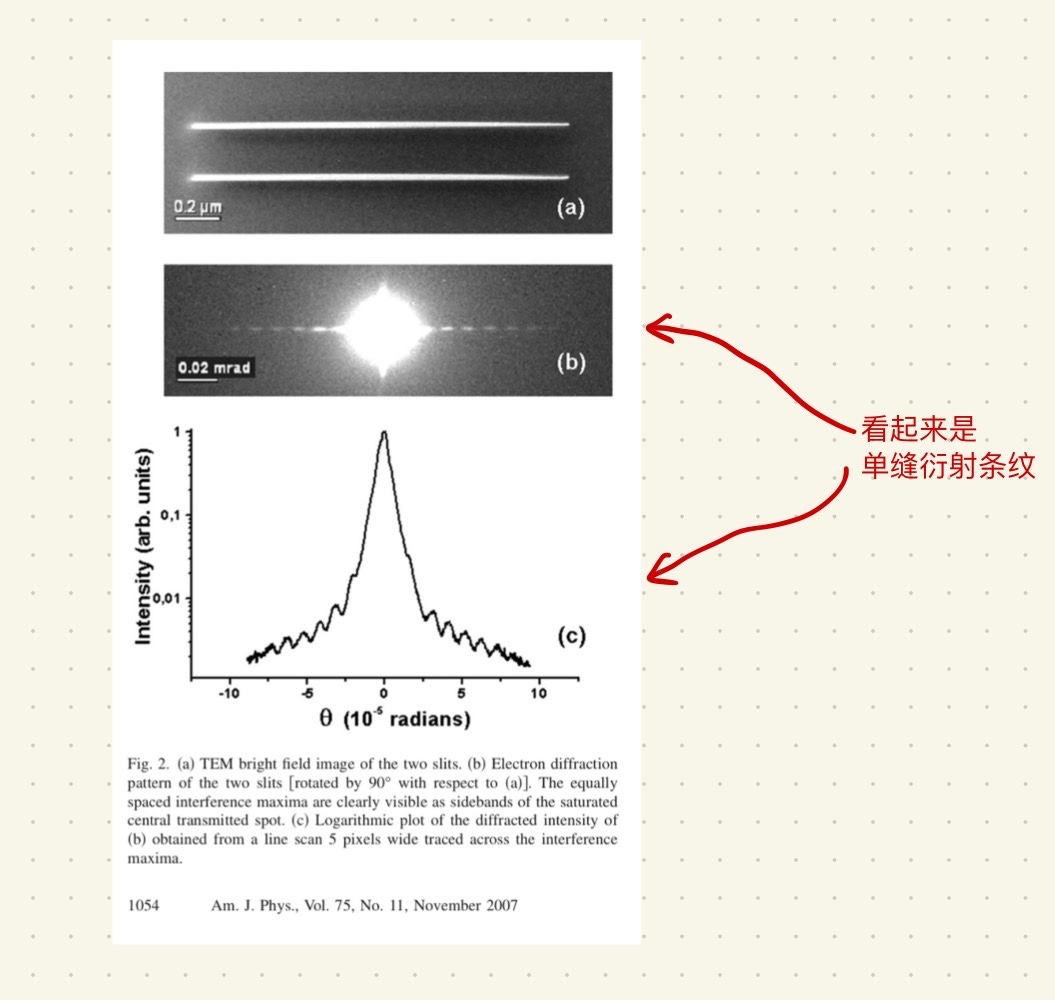 0.2 μm
(a)
0.02 mrad
(b)
看起来是
单缝衍射条纹
Intensity (arb. units)
1
0,1
0,01
(c)
-10 -5 0 5 10
θ (10⁻⁵ radians)
Fig. 2. (a) TEM bright field image of the two slits. (b) Electron diffraction
pattern of the two slits [rotated by 90° with respect to (a)]. The equally
spaced interference maxima are clearly visible as sidebands of the saturated
central transmitted spot. (c) Logarithmic plot of the diffracted intensity of
(b) obtained from a line scan 5 pixels wide traced across the interference
maxima.
1054 Am. J. Phys., Vol. 75, No. 11, November 2007